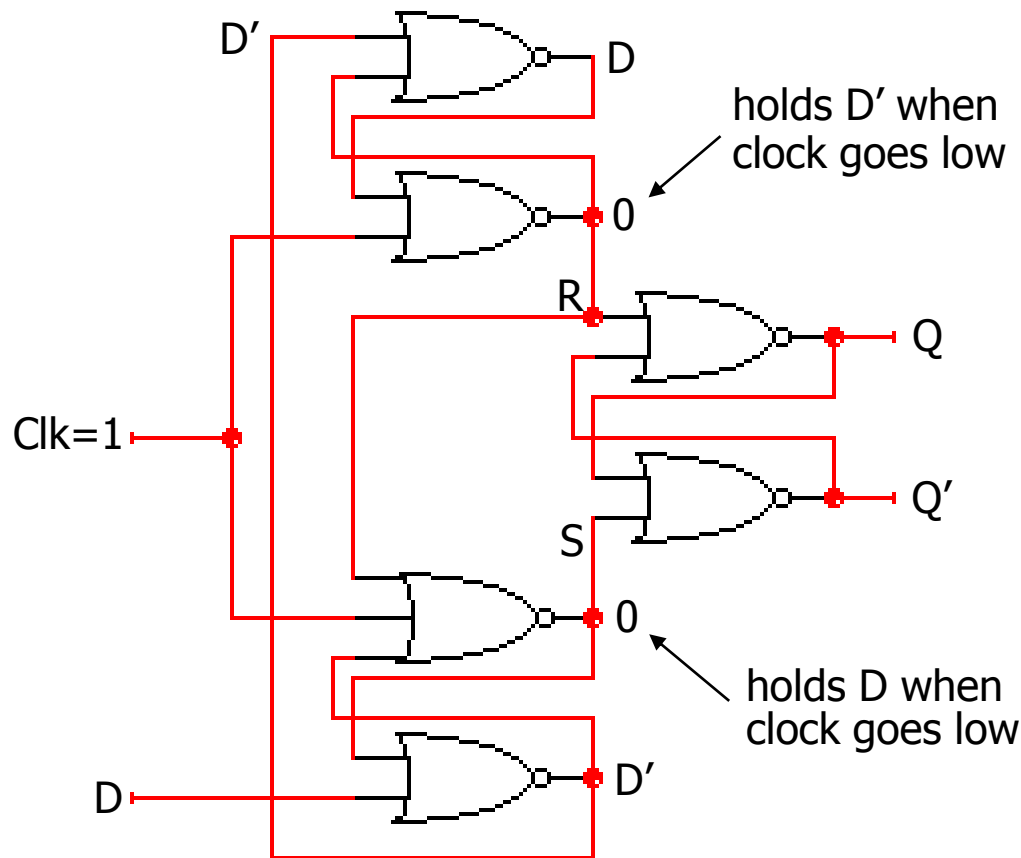 D’
D
holds D’ when
clock goes low
0
R
Q
Clk=1
Q’
S
0
holds D when
clock goes low
D’
D